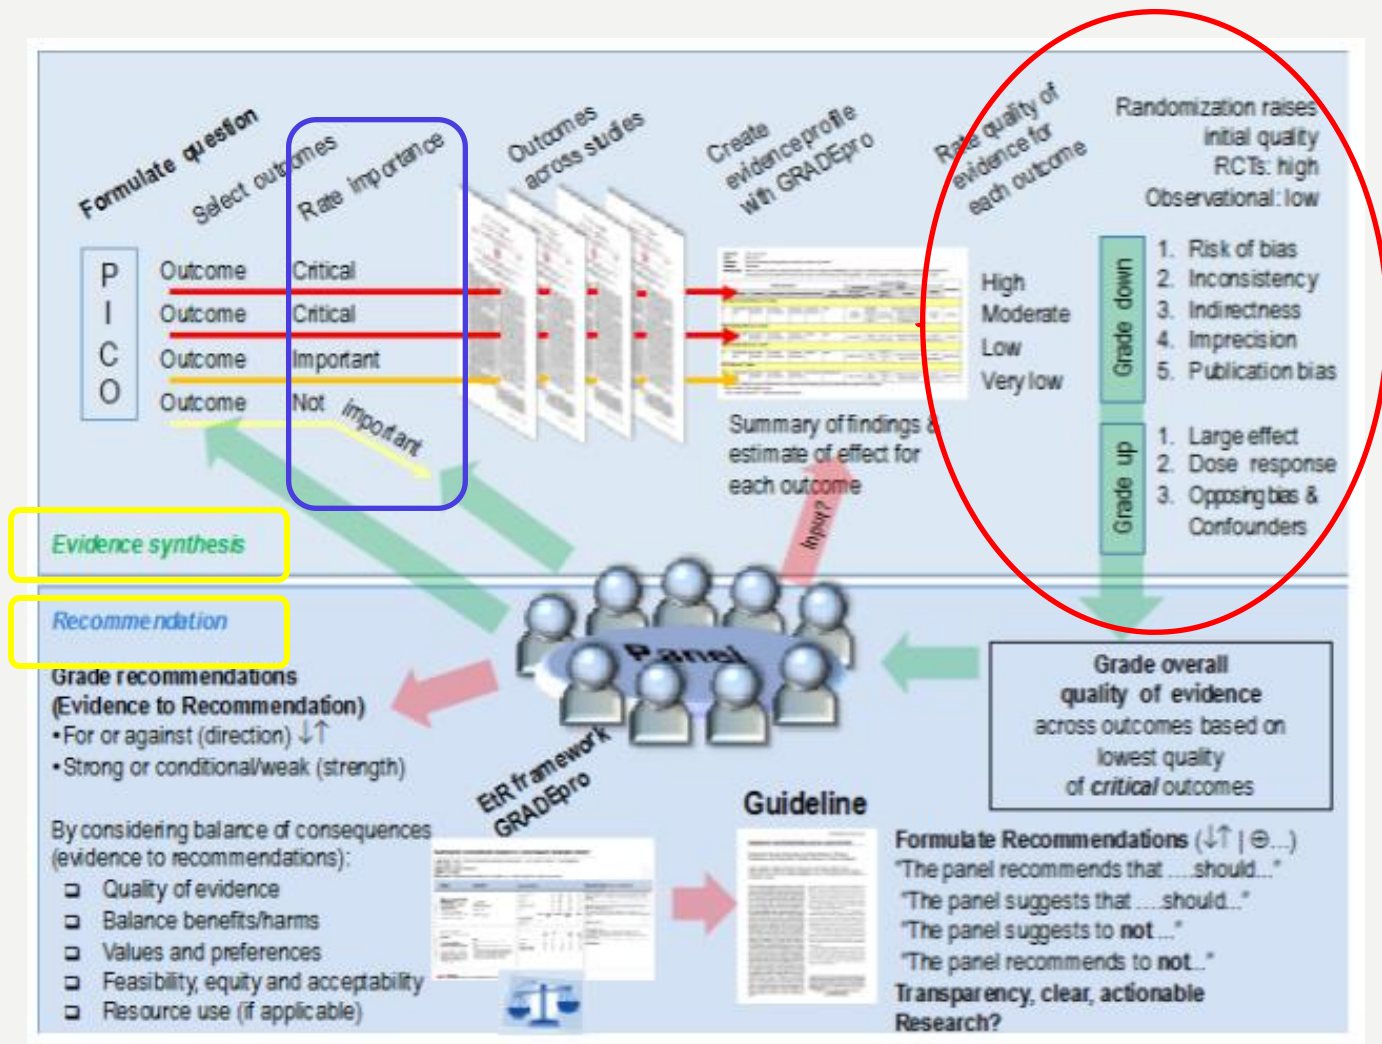 Formulate question
Select outcomes
Rate importance
Outcomes
across studies
Create
evidence profile
with GRADEpro
Rate quality of
evidence for
each outcome
Randomization raises
initial quality
RCTs: high
Observational: low
P
I
C
O
Outcome Critical
Outcome Critical
Outcome Important
Outcome Not important
High
Moderate
Low
Very low
Summary of findings &
estimate of effect for
each outcome
Grade down
1. Risk of bias
2. Inconsistency
3. Indirectness
4. Imprecision
5. Publication bias
Grade up
1. Large effect
2. Dose response
3. Opposing bias &
Confounders
Evidence synthesis
Input?
Recommendation
Panel
Grade recommendations
(Evidence to Recommendation)
•For or against (direction) ↓↑
•Strong or conditional/weak (strength)
By considering balance of consequences
(evidence to recommendations):
❑ Quality of evidence
❑ Balance benefits/harms
❑ Values and preferences
❑ Feasibility, equity and acceptability
❑ Resource use (if applicable)
EtR framework
GRADEpro
Guideline
Grade overall
quality of evidence
across outcomes based on
lowest quality
of critical outcomes
Formulate Recommendations (↓↑ | ⊕...)
"The panel recommends that ....should..."
"The panel suggests that ....should..."
"The panel suggests to not ..."
"The panel recommends to not..."
Transparency, clear, actionable
Research?